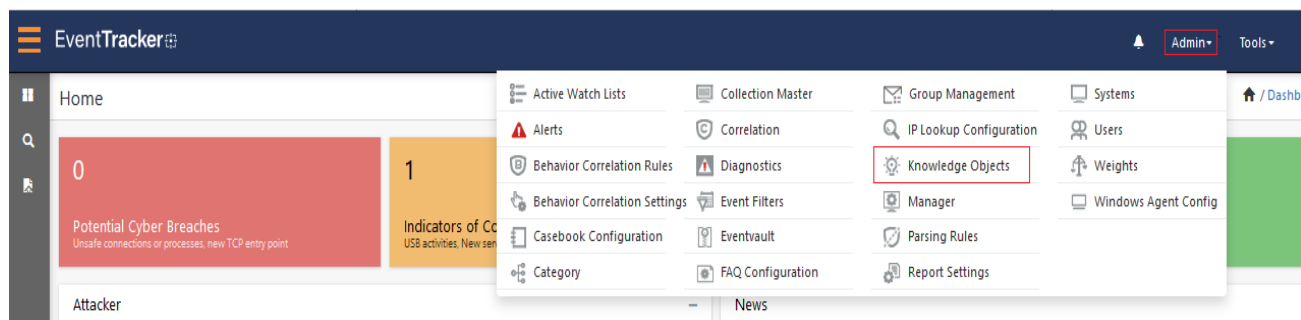 EventTracker
Admin
Tools
Home
/ Dashb
Active Watch Lists
Collection Master
Group Management
Systems
Alerts
Correlation
IP Lookup Configuration
Users
Behavior Correlation Rules
Diagnostics
Knowledge Objects
Weights
Behavior Correlation Settings
Event Filters
Manager
Windows Agent Config
Casebook Configuration
Eventvault
Parsing Rules
Category
FAQ Configuration
Report Settings
0
Potential Cyber Breaches
Unsafe connections or processes, new TCP entry point
1
Indicators of Co
USB activities, New ser
Attacker
News